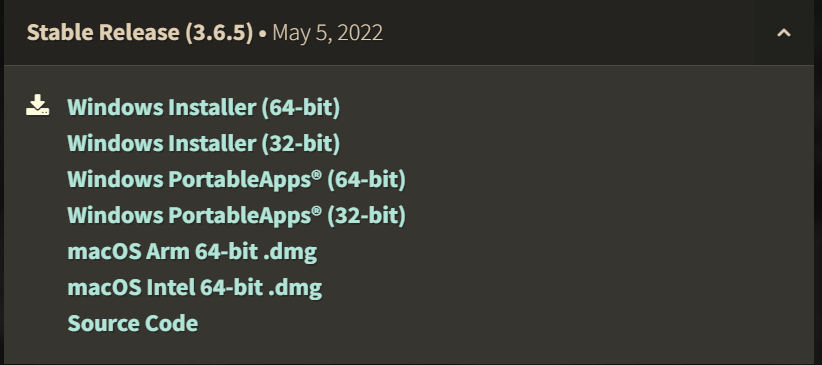 Stable Release (3.6.5) • May 5, 2022
Windows Installer (64-bit)
Windows Installer (32-bit)
Windows PortableApps® (64-bit)
Windows PortableApps® (32-bit)
macOS Arm 64-bit .dmg
macOS Intel 64-bit .dmg
Source Code